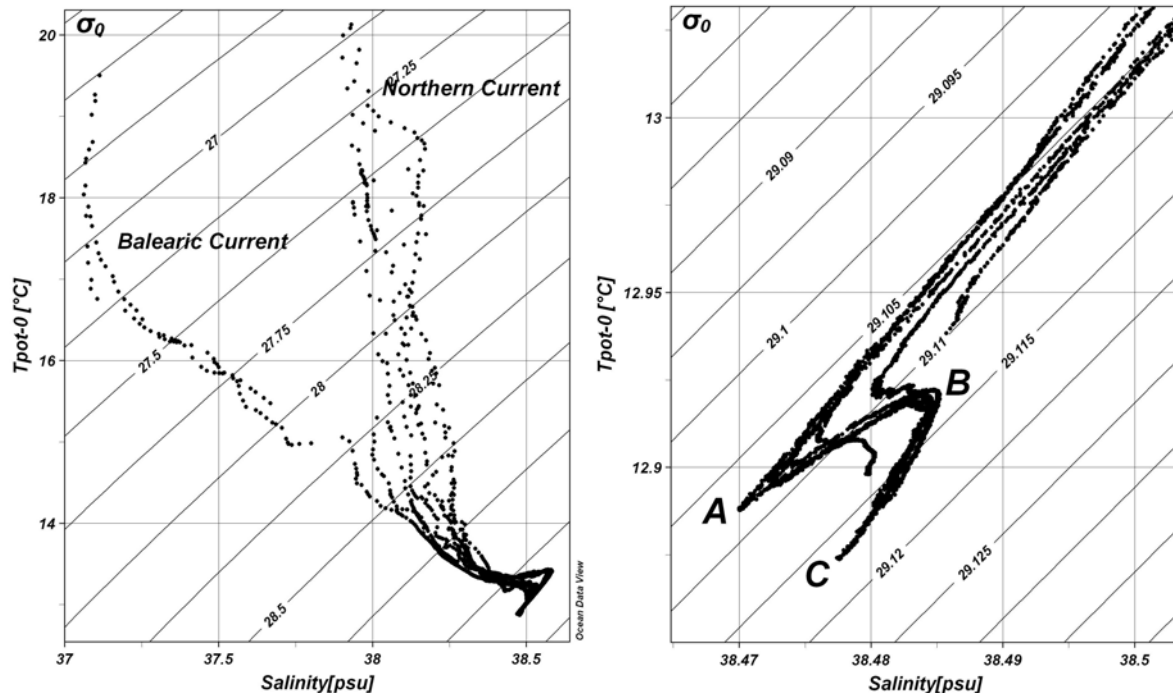 σ0
20
18
16
14
Tpot-0 [°C]
37
37.5
38
38.5
Salinity[psu]
Northern Current
Balearic Current
27.25
27
27.75
27.5
28
28.25
28.5
Ocean Data View
σ0
13
12.95
12.9
Tpot-0 [°C]
38.47
38.48
38.49
38.5
Salinity[psu]
29.095
29.09
29.105
29.1
29.11
29.115
29.12
29.125
A
B
C